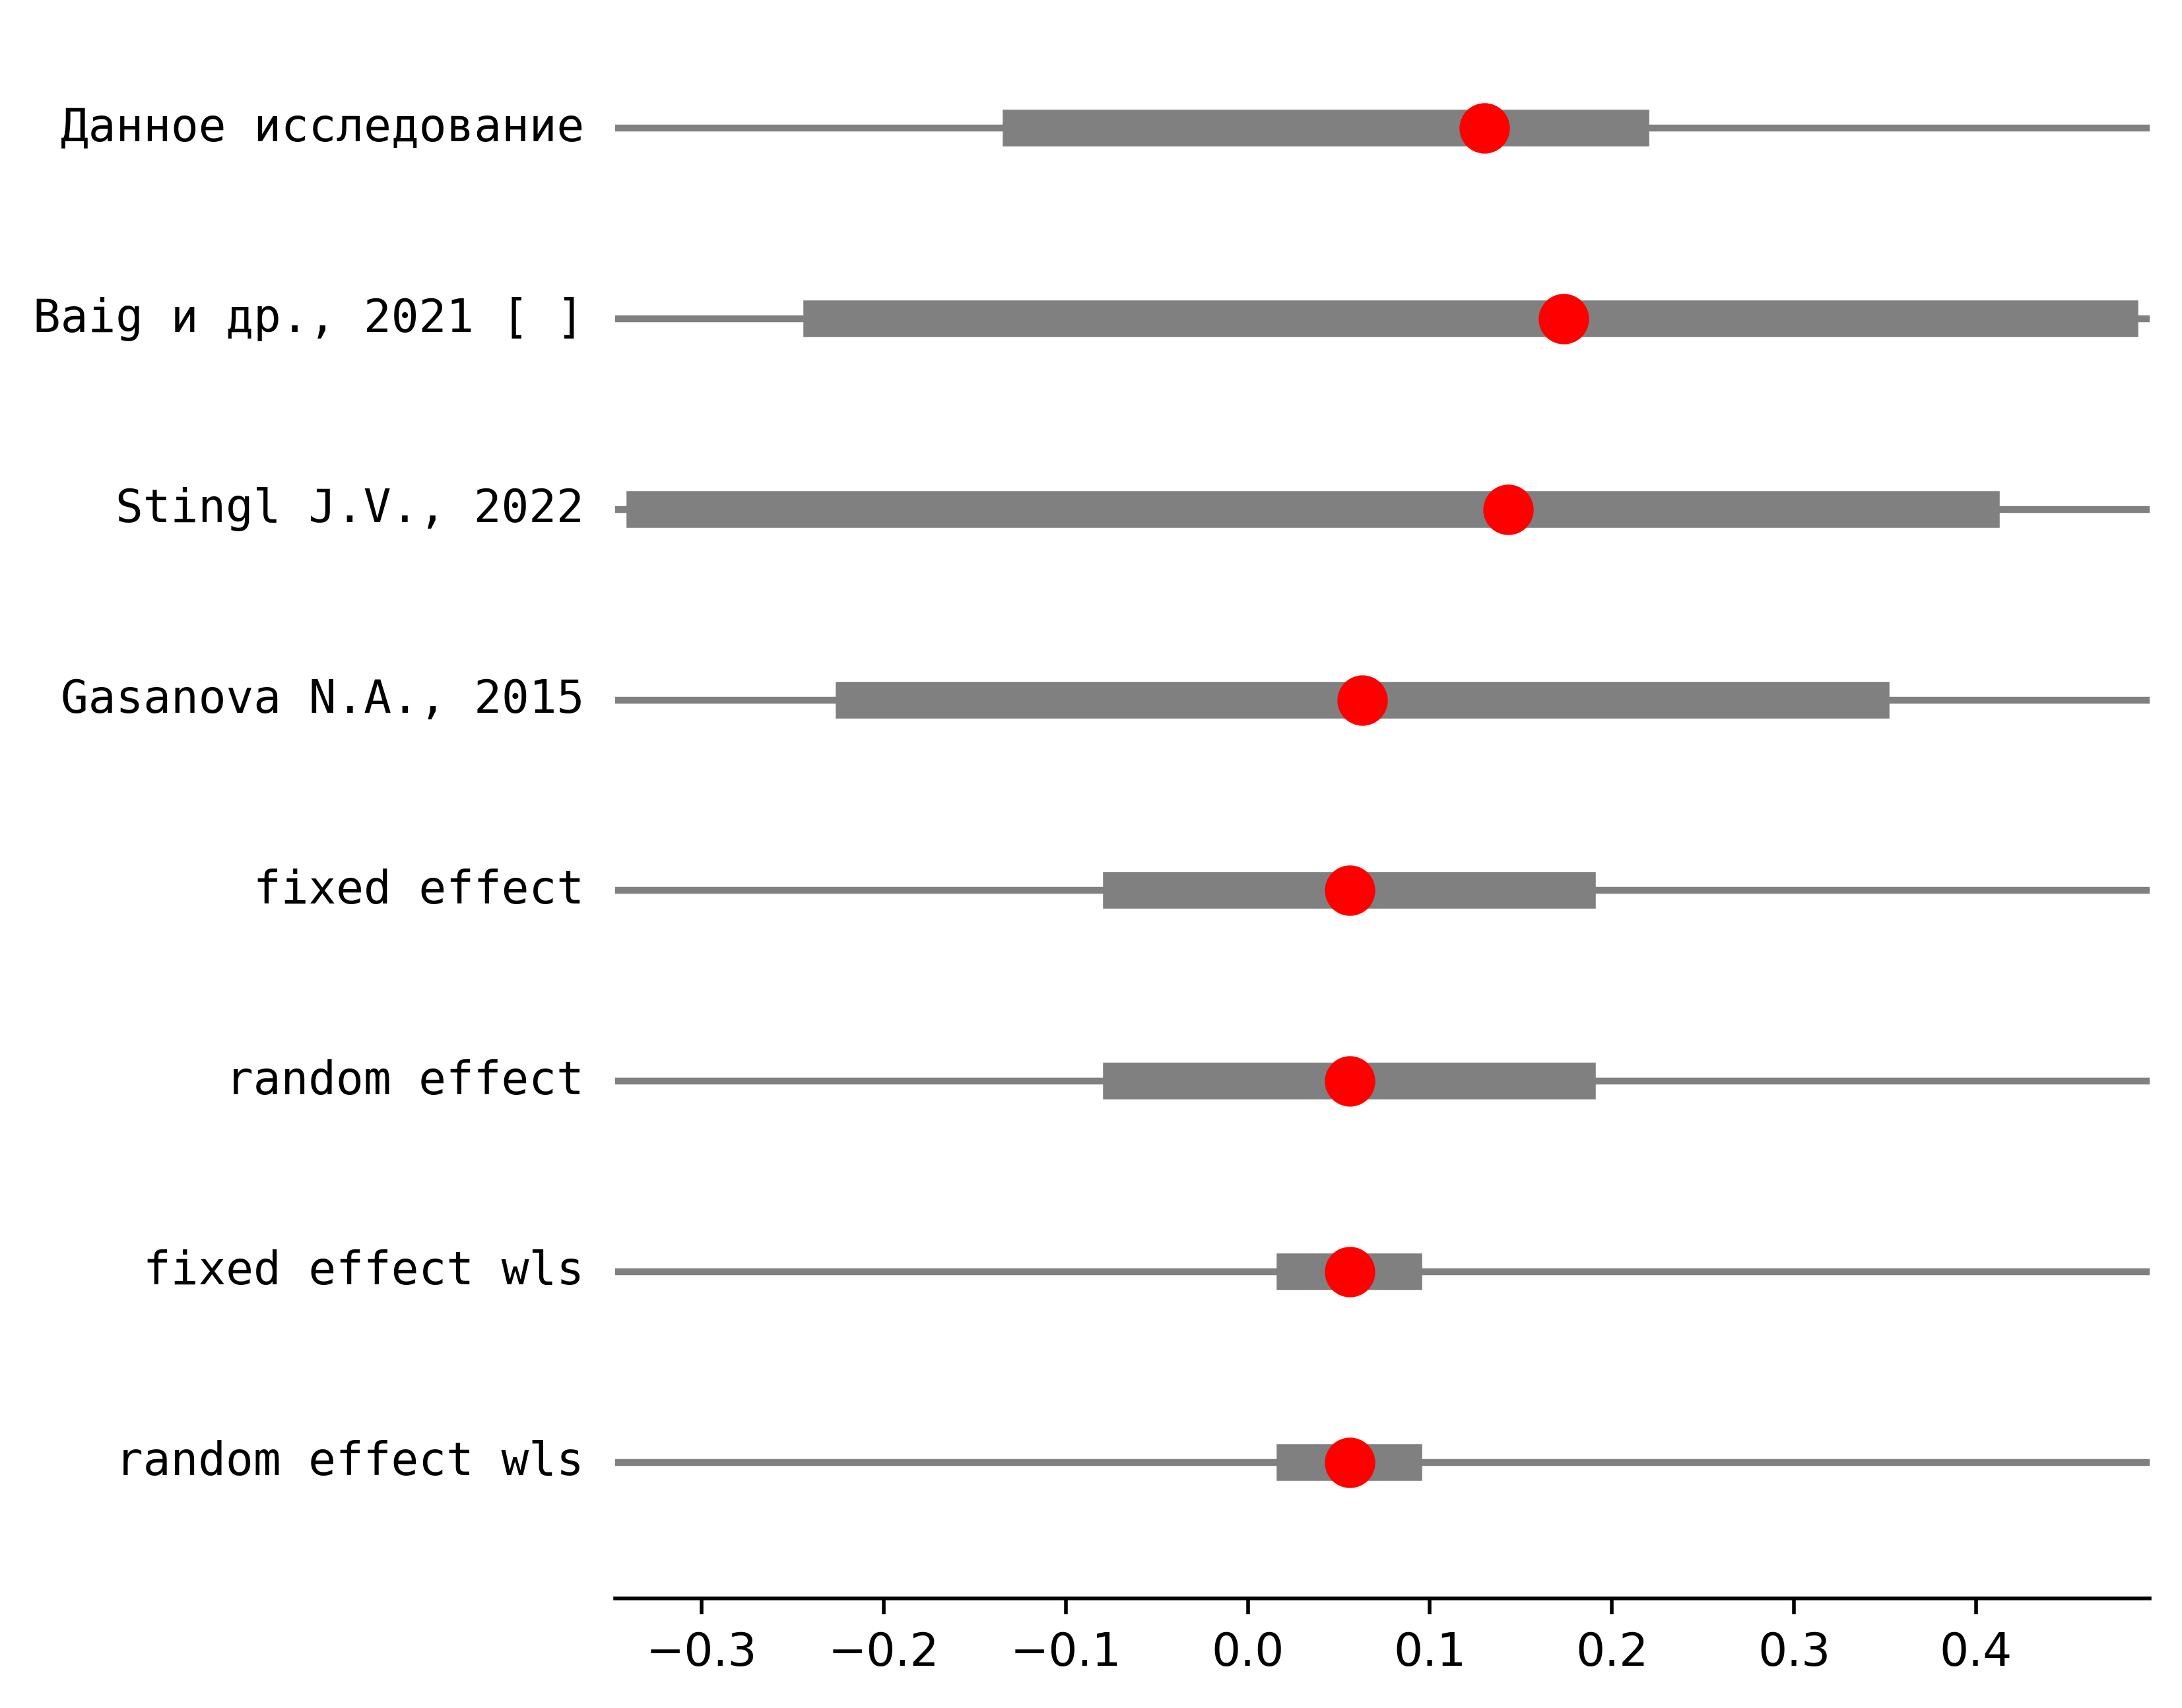 Данное исследование
Baig и др., 2021 [ ]
Stingl J.V., 2022
Gasanova N.A., 2015
fixed effect
random effect
fixed effect wls
random effect wls
−0.3 −0.2 −0.1 0.0 0.1 0.2 0.3 0.4